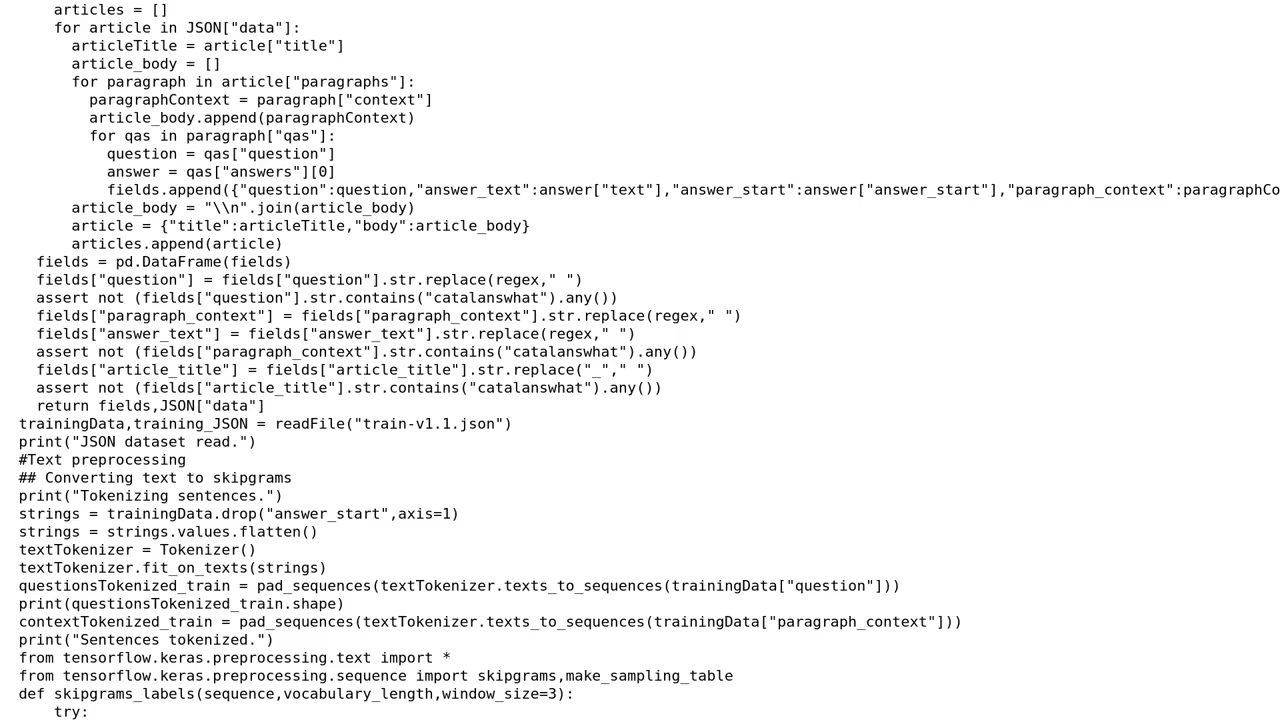 articles = []
for article in JSON["data"]:
articleTitle = article["title"]
article_body = []
for paragraph in article["paragraphs"]:
paragraphContext = paragraph["context"]
article_body.append(paragraphContext)
for qas in paragraph["qas"]:
question = qas["question"]
answer = qas["answers"][0]
fields.append({"question":question,"answer_text":answer["text"],"answer_start":answer["answer_start"],"paragraph_context":paragraphCo
article_body = "\\n".join(article_body)
article = {"title":articleTitle,"body":article_body}
articles.append(article)
fields = pd.DataFrame(fields)
fields["question"] = fields["question"].str.replace(regex," ")
assert not (fields["question"].str.contains("catalanswhat").any())
fields["paragraph_context"] = fields["paragraph_context"].str.replace(regex," ")
fields["answer_text"] = fields["answer_text"].str.replace(regex," ")
assert not (fields["paragraph_context"].str.contains("catalanswhat").any())
fields["article_title"] = fields["article_title"].str.replace("_"," ")
assert not (fields["article_title"].str.contains("catalanswhat").any())
return fields,JSON["data"]
trainingData,training_JSON = readFile("train-v1.1.json")
print("JSON dataset read.")
#Text preprocessing
## Converting text to skipgrams
print("Tokenizing sentences.")
strings = trainingData.drop("answer_start",axis=1)
strings = strings.values.flatten()
textTokenizer = Tokenizer()
textTokenizer.fit_on_texts(strings)
questionsTokenized_train = pad_sequences(textTokenizer.texts_to_sequences(trainingData["question"]))
print(questionsTokenized_train.shape)
contextTokenized_train = pad_sequences(textTokenizer.texts_to_sequences(trainingData["paragraph_context"]))
print("Sentences tokenized.")
from tensorflow.keras.preprocessing.text import *
from tensorflow.keras.preprocessing.sequence import skipgrams,make_sampling_table
def skipgrams_labels(sequence,vocabulary_length,window_size=3):
try: